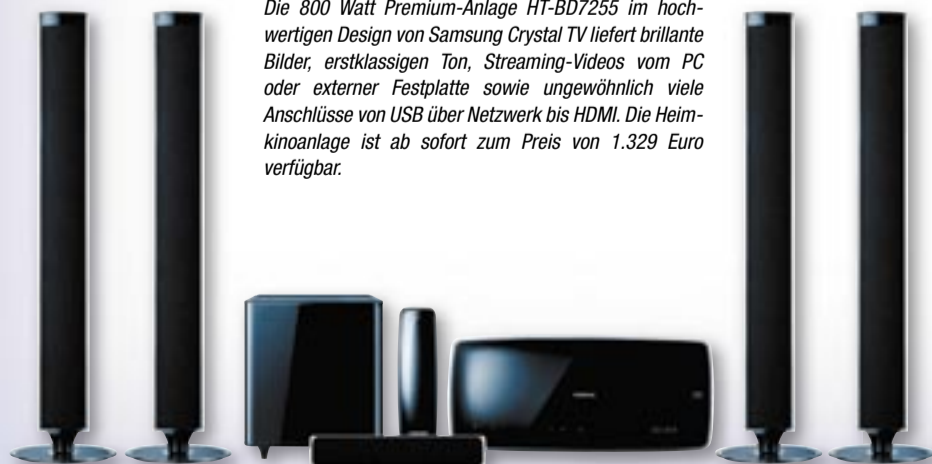 Die 800 Watt Premium-Anlage HT-BD7255 im hoch-
wertigen Design von Samsung Crystal TV liefert brillante
Bilder, erstklassigen Ton, Streaming-Videos vom PC
oder externer Festplatte sowie ungewöhnlich viele
Anschlüsse von USB über Netzwerk bis HDMI. Die Heim-
kinoanlage ist ab sofort zum Preis von 1.329 Euro
verfügbar.